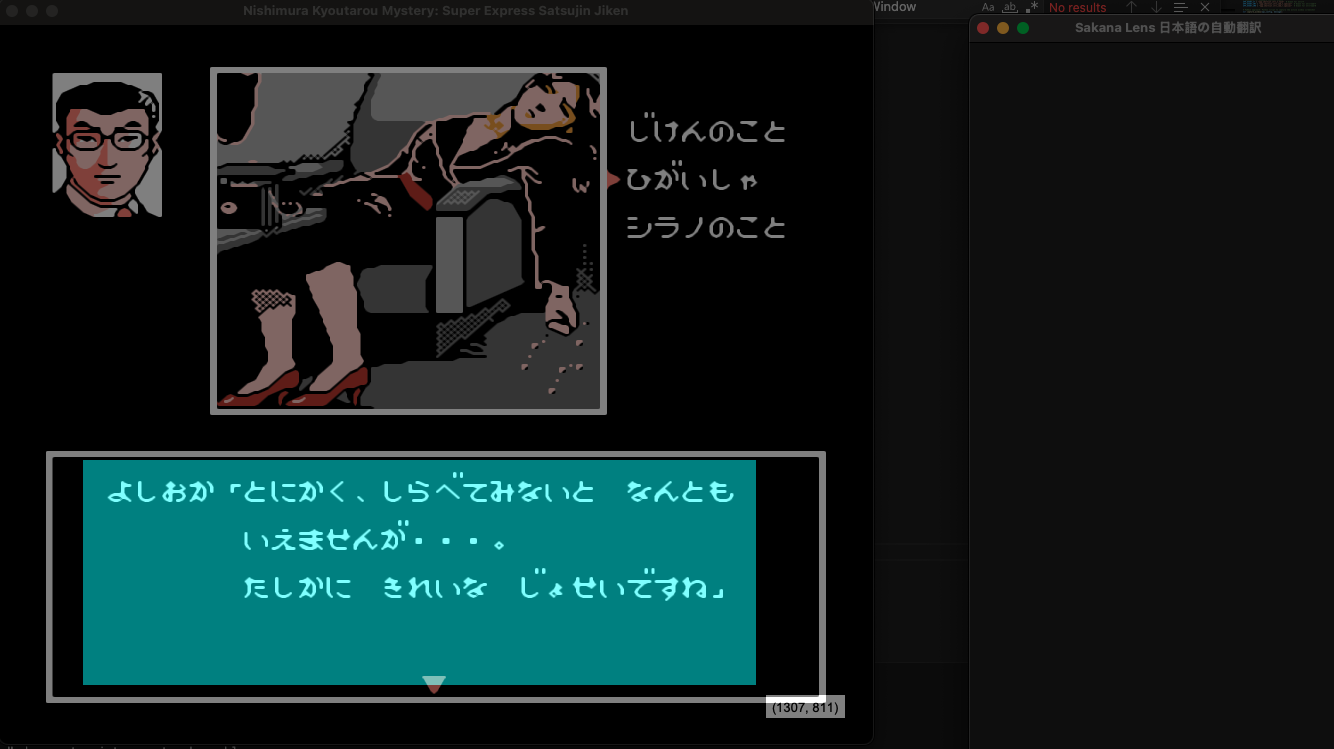 Nishimura Kyoutarou Mystery: Super Express Satsujin Jiken
Window
Aa ab .* No results
Sakana Lens 日本語の自動翻訳
じけんのこと
ひがいしゃ
シラノのこと
よしおか「とにかく、しらべてみないと なんとも
いえませんが・・・。
たしかに きれいな じょせいですね」
(1307, 811)